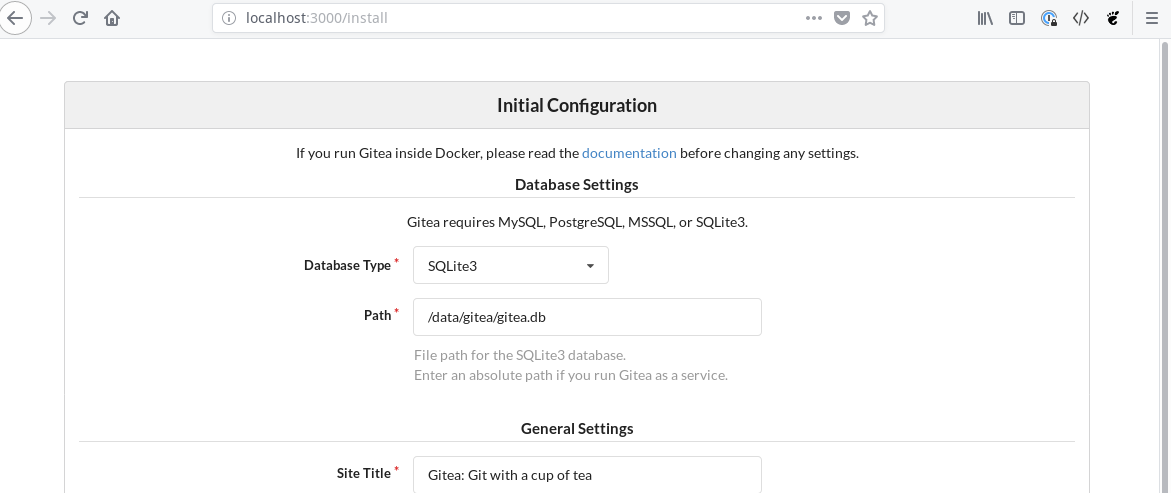 localhost:3000/install
Initial Configuration
If you run Gitea inside Docker, please read the documentation before changing any settings.
Database Settings
Gitea requires MySQL, PostgreSQL, MSSQL, or SQLite3.
Database Type *
SQLite3
Path *
/data/gitea/gitea.db
File path for the SQLite3 database.
Enter an absolute path if you run Gitea as a service.
General Settings
Site Title *
Gitea: Git with a cup of tea